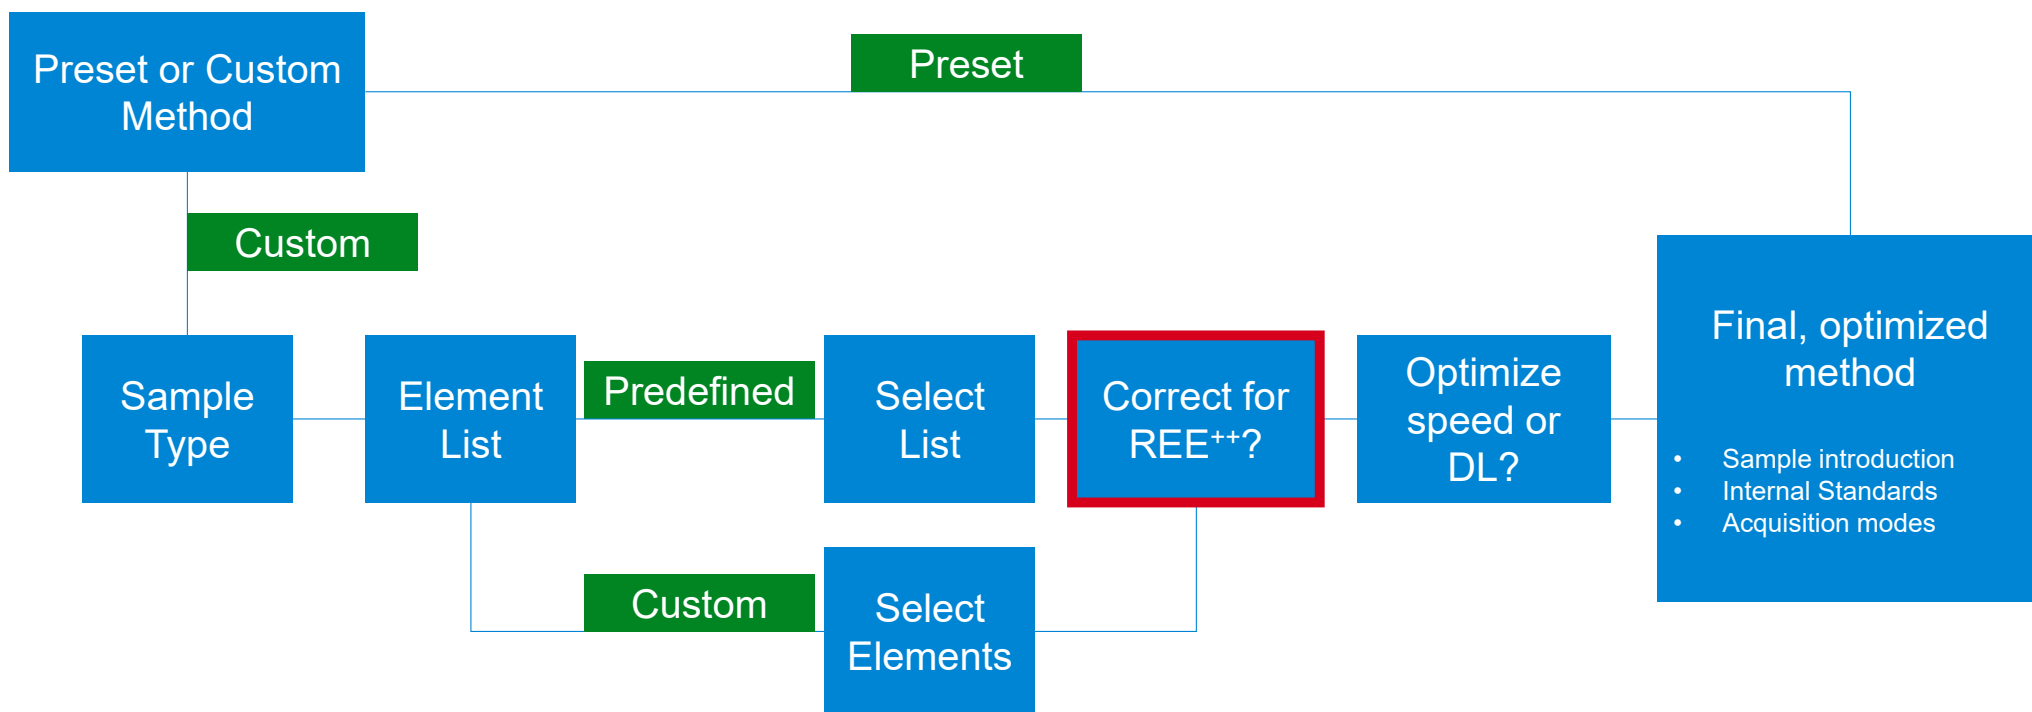 Preset or Custom
Method
Preset
Custom
Sample
Type
Element
List
Predefined
Select
List
Correct for
REE⁺⁺?
Optimize
speed or
DL?
Final, optimized
method
• Sample introduction
• Internal Standards
• Acquisition modes
Custom
Select
Elements